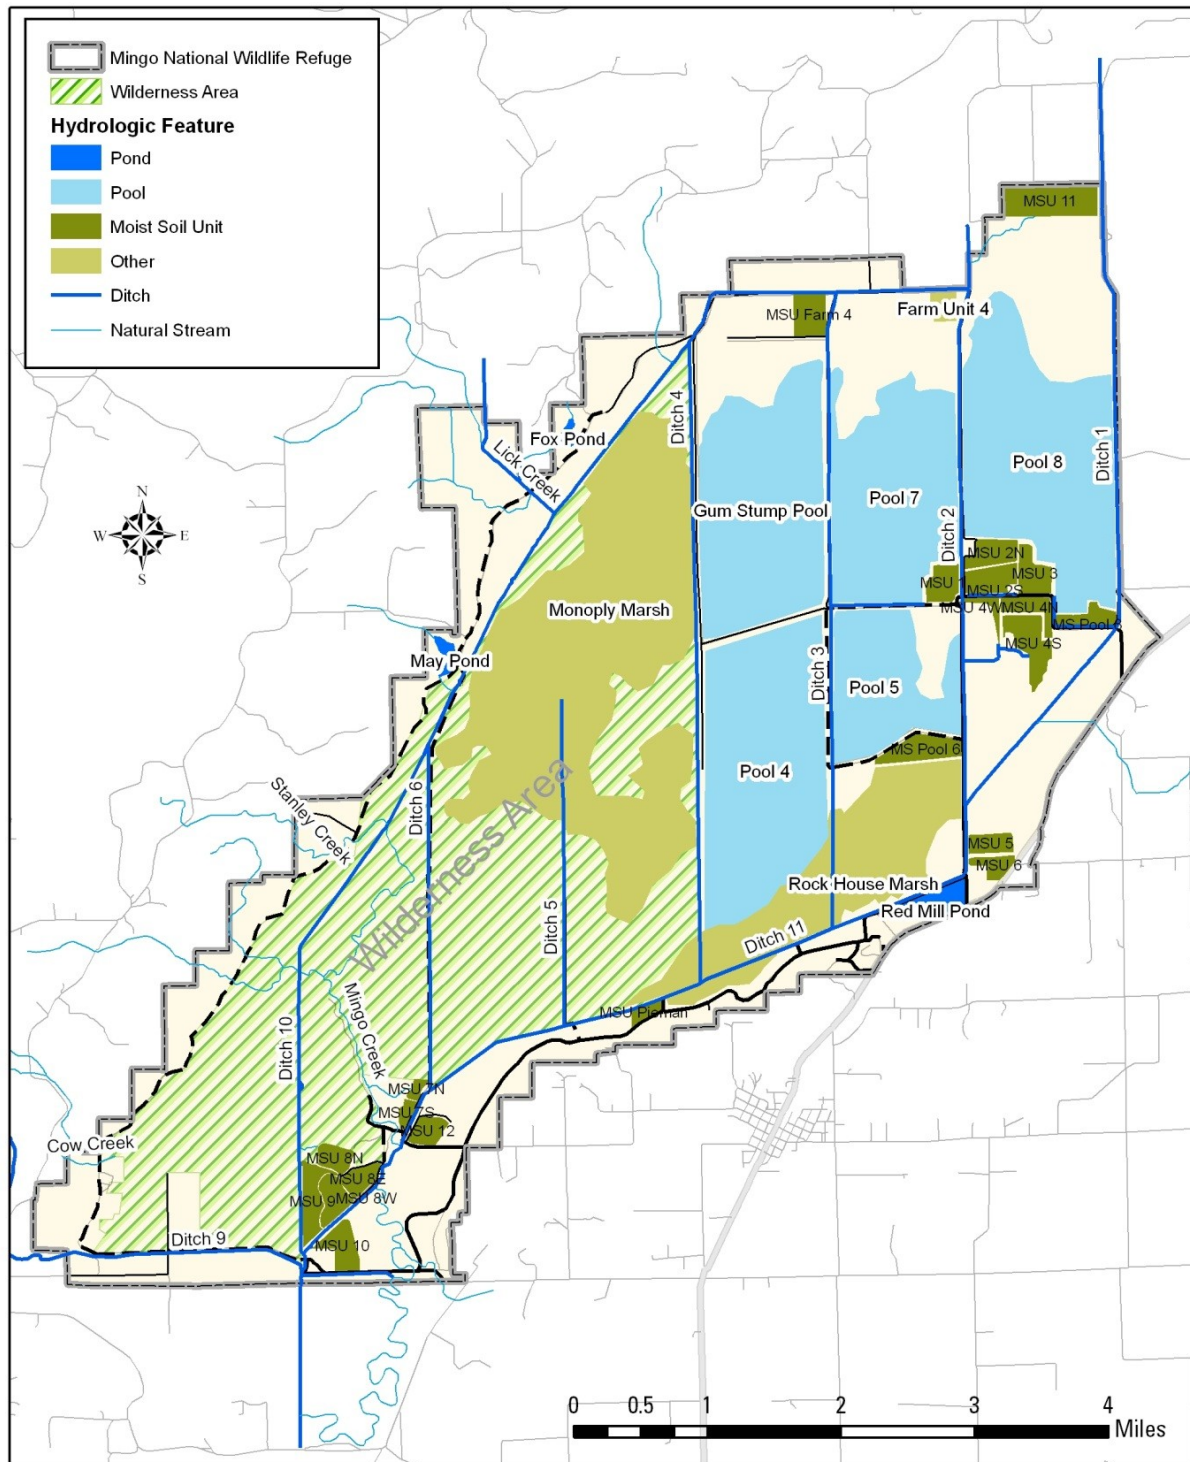 Mingo National Wildlife Refuge
Wilderness Area
Hydrologic Feature
Pond
Pool
Moist Soil Unit
Other
Ditch
Natural Stream
MSU 11
MSU Farm 4
Farm Unit 4
Ditch 4
Fox Pond
Lick Creek
Ditch 1
Pool 8
Pool 7
Gum Stump Pool
Ditch 2
N
W E
S
MSU 2N
MSU 3
MSU 1
MSU 2S
MSU 4W
MSU 4N
MS Pool 8
MSU 4S
Monoply Marsh
May Pond
Ditch 3
Pool 5
MS Pool 6
Pool 4
Ditch 6
Wilderness Area
Stanley Creek
MSU 5
MSU 6
Rock House Marsh
Red Mill Pond
Ditch 5
Ditch 11
MSU Pieman
Mingo Creek
Ditch 10
MSU 7N
MSU 7S
MSU 12
Cow Creek
MSU 8N
MSU 8E
MSU 9
MSU 8W
Ditch 9
MSU 10
0 0.5 1 2 3 4
Miles